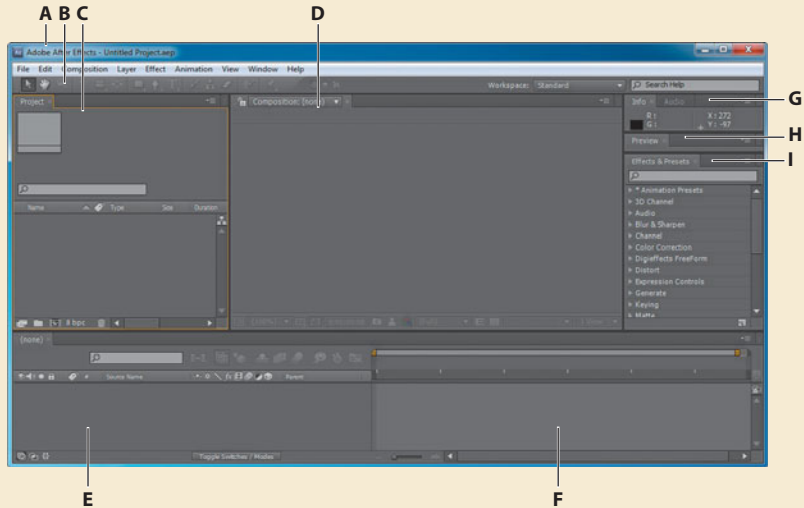 A B C D
Adobe After Effects - Untitled Project.aep
File Edit Composition Layer Effect Animation View Window Help
Workspace: Standard
Search Help
Project
Composition: (none)
Info Audio
G
R: X: 272
G: Y: -97
H
Preview
I
Effects & Presets
* Animation Presets
3D Channel
Audio
Blur & Sharpen
Channel
Color Correction
Digieffects FreeForm
Distort
Expression Controls
Generate
Keying
Matte
Name Type Size Duration
8 bpc
(none)
# Source Name Parent
Toggle Switches / Modes
E F